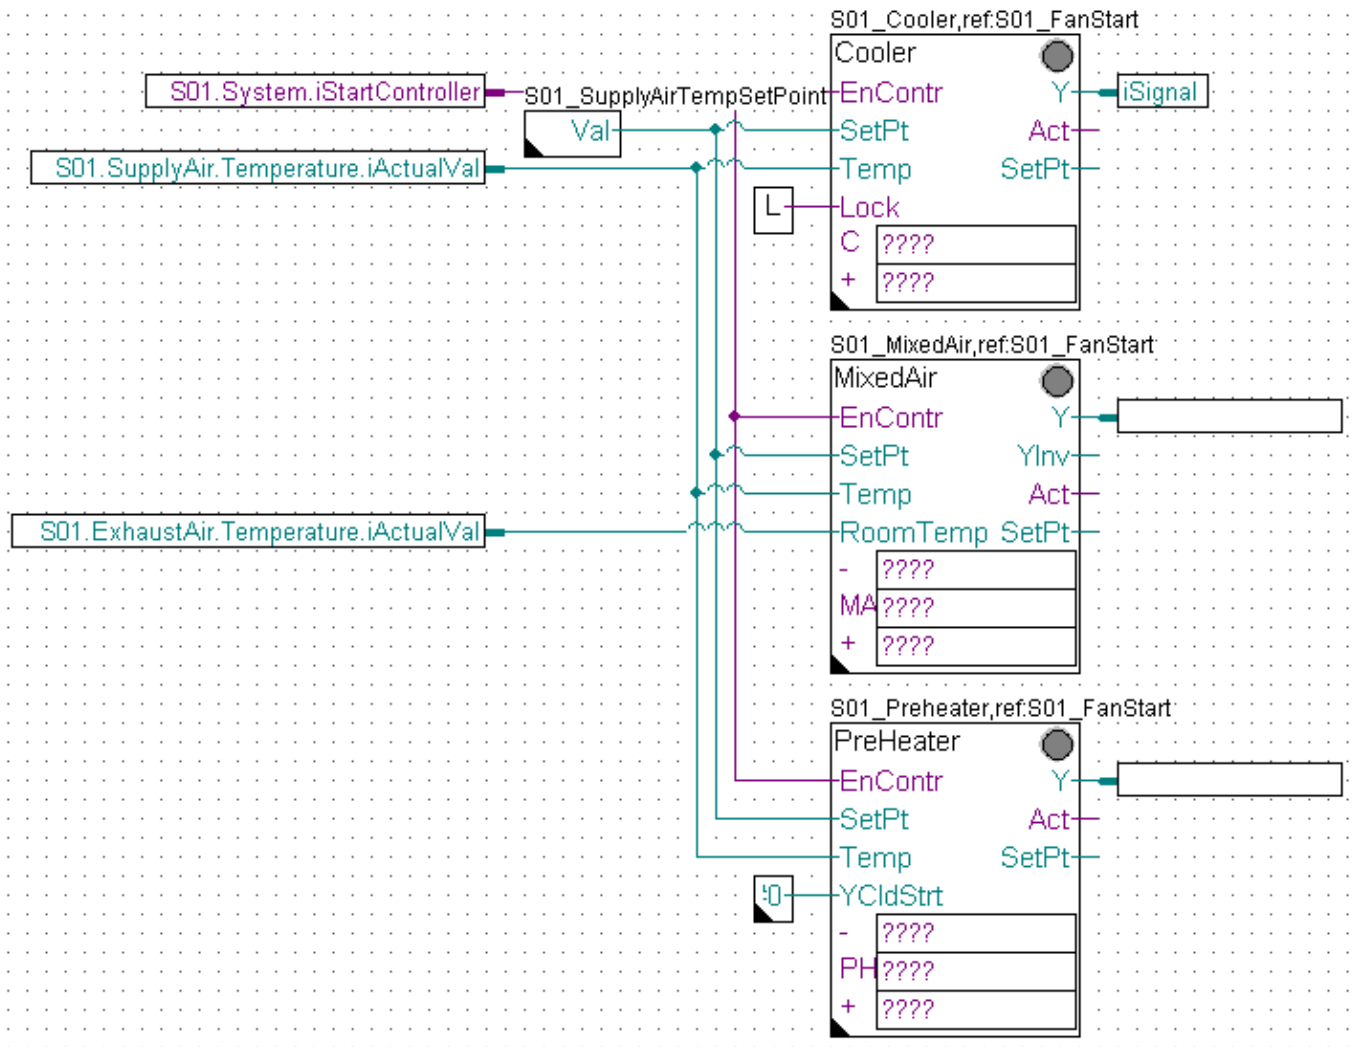 S01_Cooler,ref:S01_FanStart
Cooler
S01.System.iStartController
S01_SupplyAirTempSetPoint
EnContr Y
iSignal
Val
SetPt Act
S01.SupplyAir.Temperature.iActualVal
Temp SetPt
L
Lock
C ????
+ ????
S01_MixedAir,ref:S01_FanStart
MixedAir
EnContr Y
SetPt YInv
Temp Act
S01.ExhaustAir.Temperature.iActualVal
RoomTemp SetPt
- ????
MA ????
+ ????
S01_Preheater,ref:S01_FanStart
PreHeater
EnContr Y
SetPt Act
Temp SetPt
YCldStrt
- ????
PH ????
+ ????